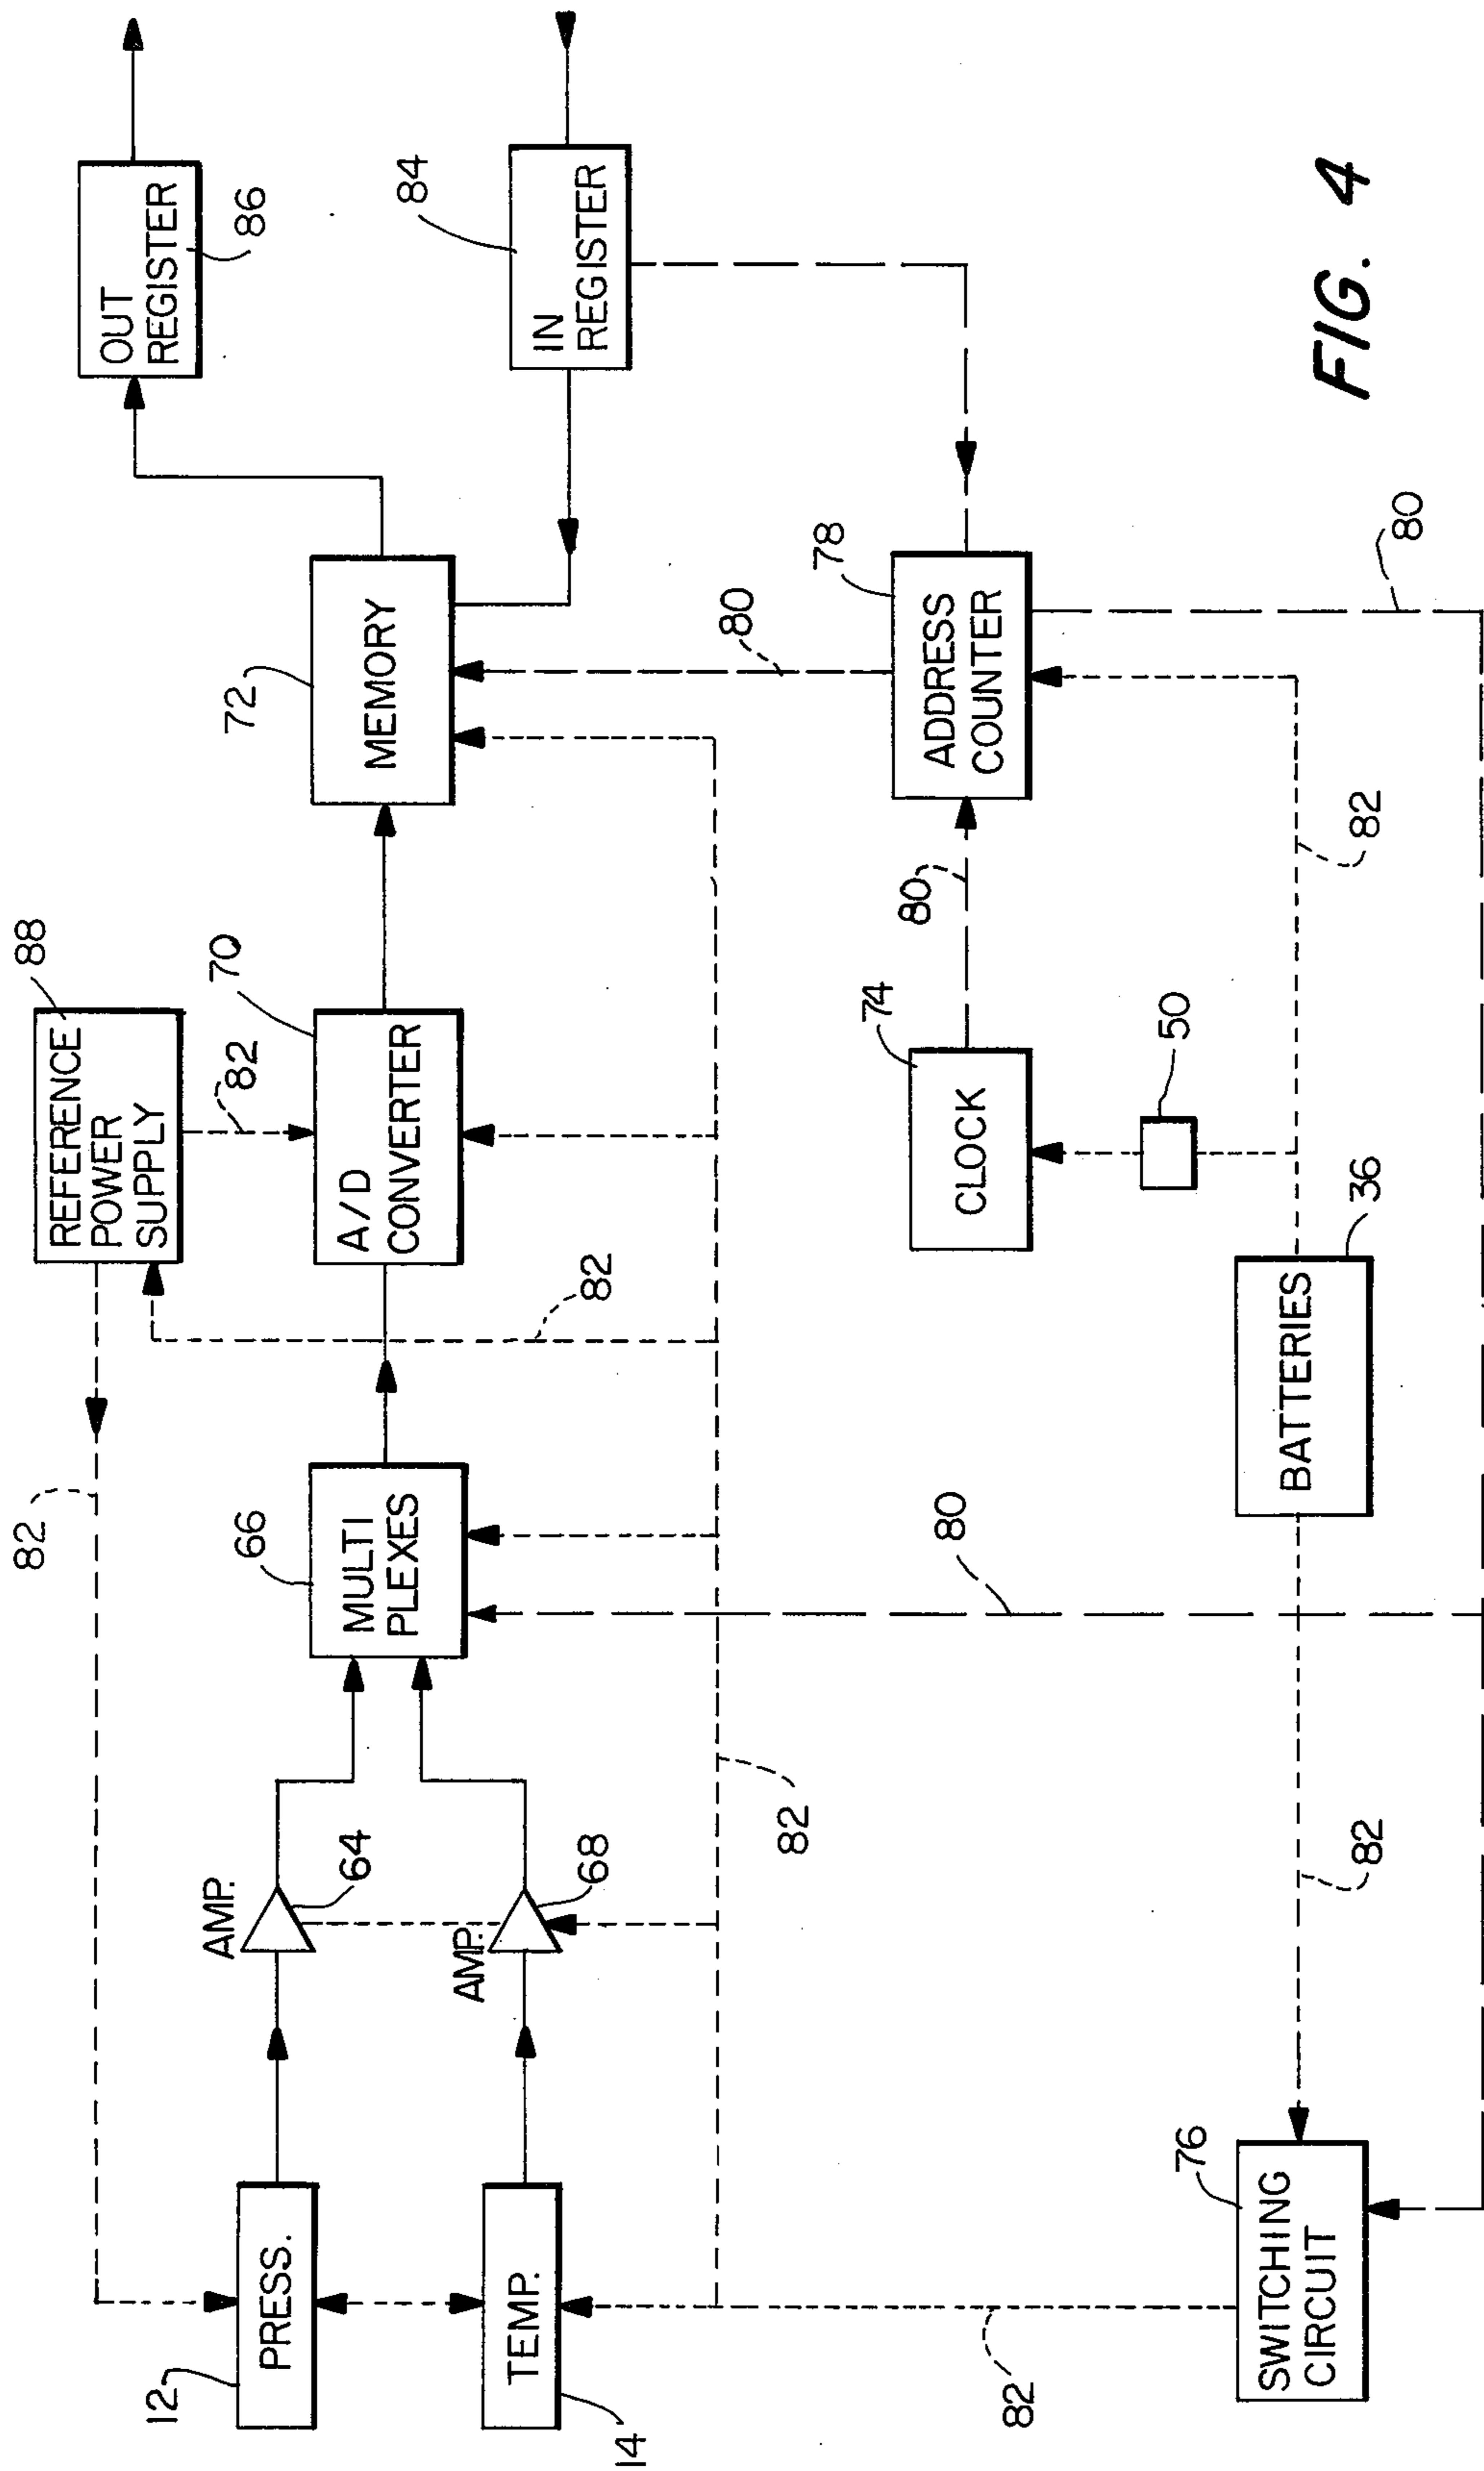 82
88
REFERENCE
POWER
SUPPLY
OUT
REGISTER
86
12
PRESS.
AMP.
64
66
MULTI
PLEXES
82
70
A/D
CONVERTER
82
72
MEMORY
84
IN
REGISTER
14
TEMP.
AMP.
68
82
80
82
80
74
CLOCK
80
78
ADDRESS
COUNTER
50
76
SWITCHING
CIRCUIT
82
BATTERIES
36
82
80
FIG. 4